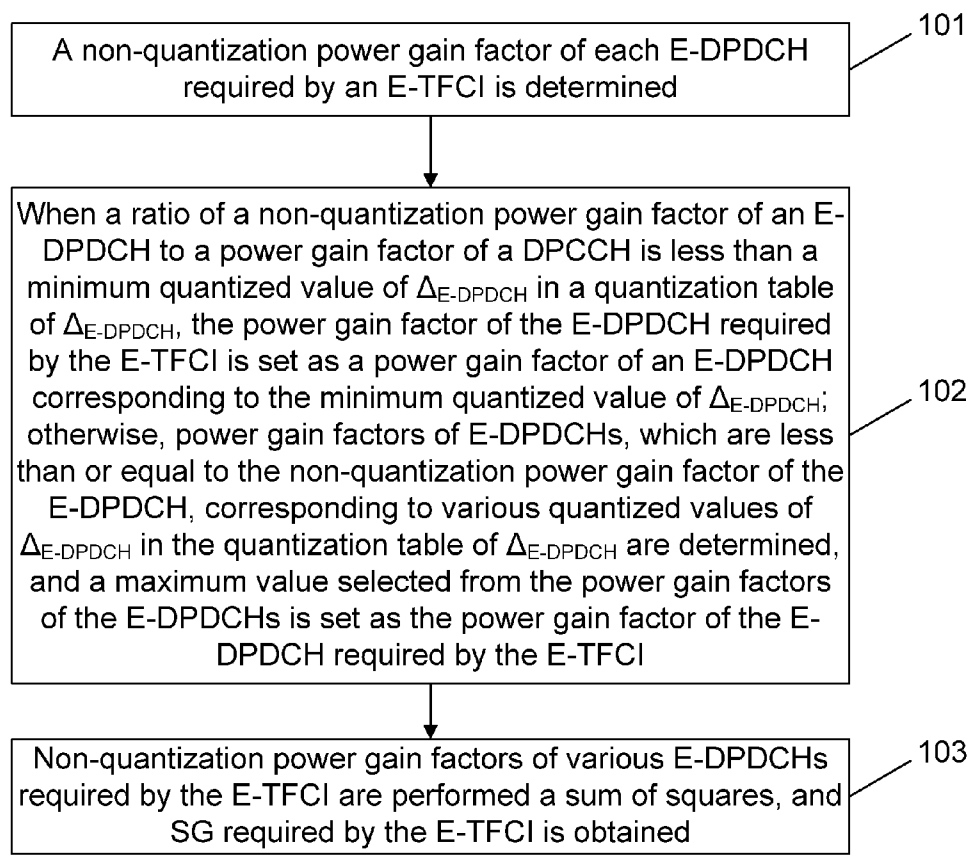 A non-quantization power gain factor of each E-DPDCH
required by an E-TFCI is determined
101
When a ratio of a non-quantization power gain factor of an E-
DPDCH to a power gain factor of a DPCCH is less than a
minimum quantized value of ΔE-DPDCH in a quantization table
of ΔE-DPDCH, the power gain factor of the E-DPDCH required
by the E-TFCI is set as a power gain factor of an E-DPDCH
corresponding to the minimum quantized value of ΔE-DPDCH;
otherwise, power gain factors of E-DPDCHs, which are less
than or equal to the non-quantization power gain factor of the
E-DPDCH, corresponding to various quantized values of
ΔE-DPDCH in the quantization table of ΔE-DPDCH are determined,
and a maximum value selected from the power gain factors
of the E-DPDCHs is set as the power gain factor of the E-
DPDCH required by the E-TFCI
102
Non-quantization power gain factors of various E-DPDCHs
required by the E-TFCI are performed a sum of squares, and
SG required by the E-TFCI is obtained
103